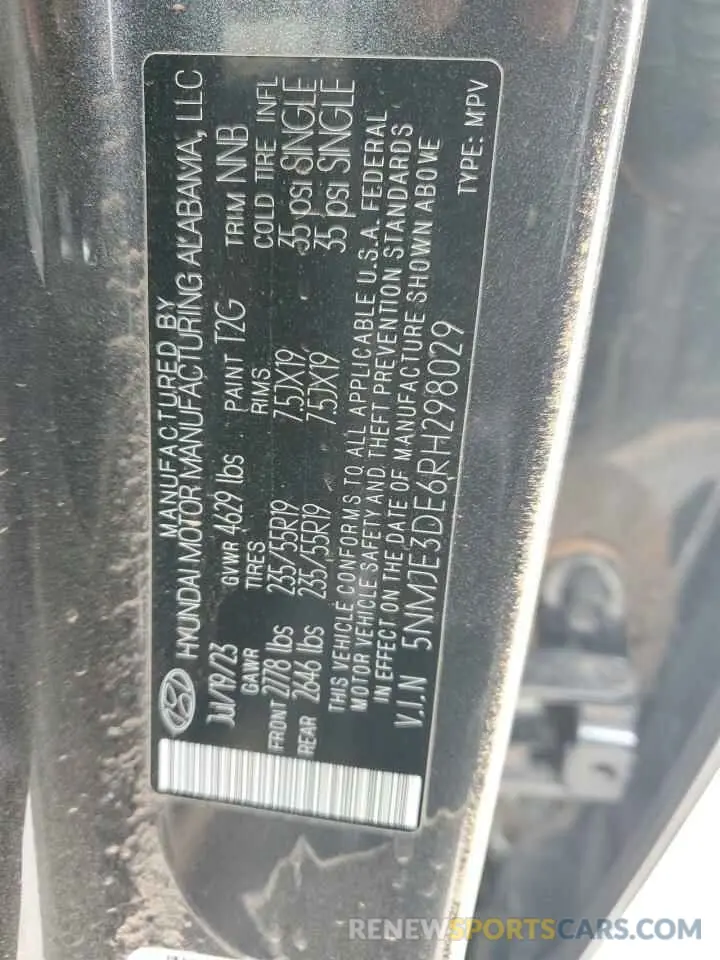 MANUFACTURED BY
HYUNDAI MOTOR MANUFACTURING ALABAMA, LLC
Jul/19/23 GVWR 4629 lbs PAINT T2G TRIM NNB
GAWR TIRES RIMS COLD TIRE INFL
FRONT 2778 lbs 235/55R19 7.5JX19 35 psi SINGLE
REAR 2646 lbs 235/55R19 7.5JX19 35 psi SINGLE
THIS VEHICLE CONFORMS TO ALL APPLICABLE U.S.A. FEDERAL
MOTOR VEHICLE SAFETY AND THEFT PREVENTION STANDARDS
IN EFFECT ON THE DATE OF MANUFACTURE SHOWN ABOVE
V.I.N 5NMJE3DE6RH298029 TYPE: MPV
RENEWSPORTSCARS.COM